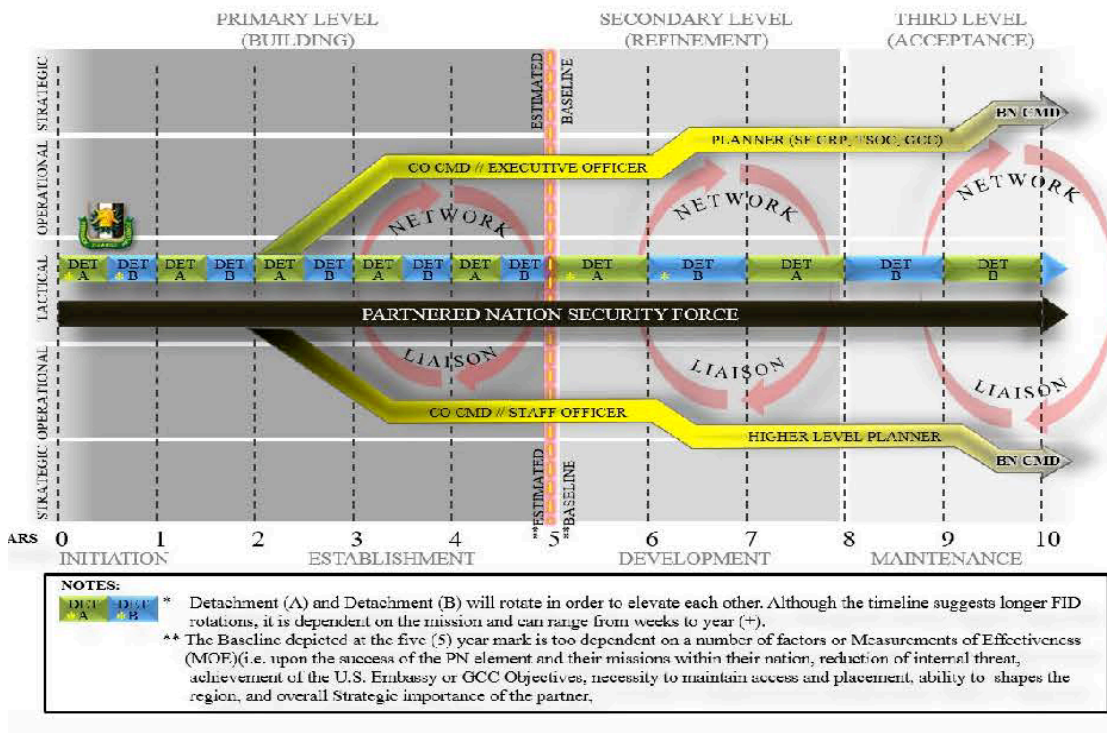 PRIMARY LEVEL
(BUILDING)
SECONDARY LEVEL
(REFINEMENT)
THIRD LEVEL
(ACCEPTANCE)
STRATEGIC
OPERATIONAL
TACTICAL
OPERATIONAL
STRATEGIC
ESTIMATED
BASELINE
BN CMD
PLANNER (SF GRP, TSOC, GCC)
CO CMD // EXECUTIVE OFFICER
NETWORK
NETWORK
NETWORK
DET *A
DET *B
DET A
DET B
DET A
DET B
DET A
DET B
DET A
DET B
DET *A
DET *B
DET A
DET B
DET B
PARTNERED NATION SECURITY FORCE
LIAISON
LIAISON
LIAISON
CO CMD // STAFF OFFICER
HIGHER LEVEL PLANNER
BN CMD
**ESTIMATED
**BASELINE
ARS 0 1 2 3 4 5 6 7 8 9 10
INITIATION ESTABLISHMENT DEVELOPMENT MAINTENANCE
NOTES:
DET *A DET *B * Detachment (A) and Detachment (B) will rotate in order to elevate each other. Although the timeline suggests longer FID
rotations, it is dependent on the mission and can range from weeks to year (+).
** The Baseline depicted at the five (5) year mark is too dependent on a number of factors or Measurements of Effectiveness
(MOE)(i.e. upon the success of the PN element and their missions within their nation, reduction of internal threat,
achievement of the U.S. Embassy or GCC Objectives, necessity to maintain access and placement, ability to shapes the
region, and overall Strategic importance of the partner,